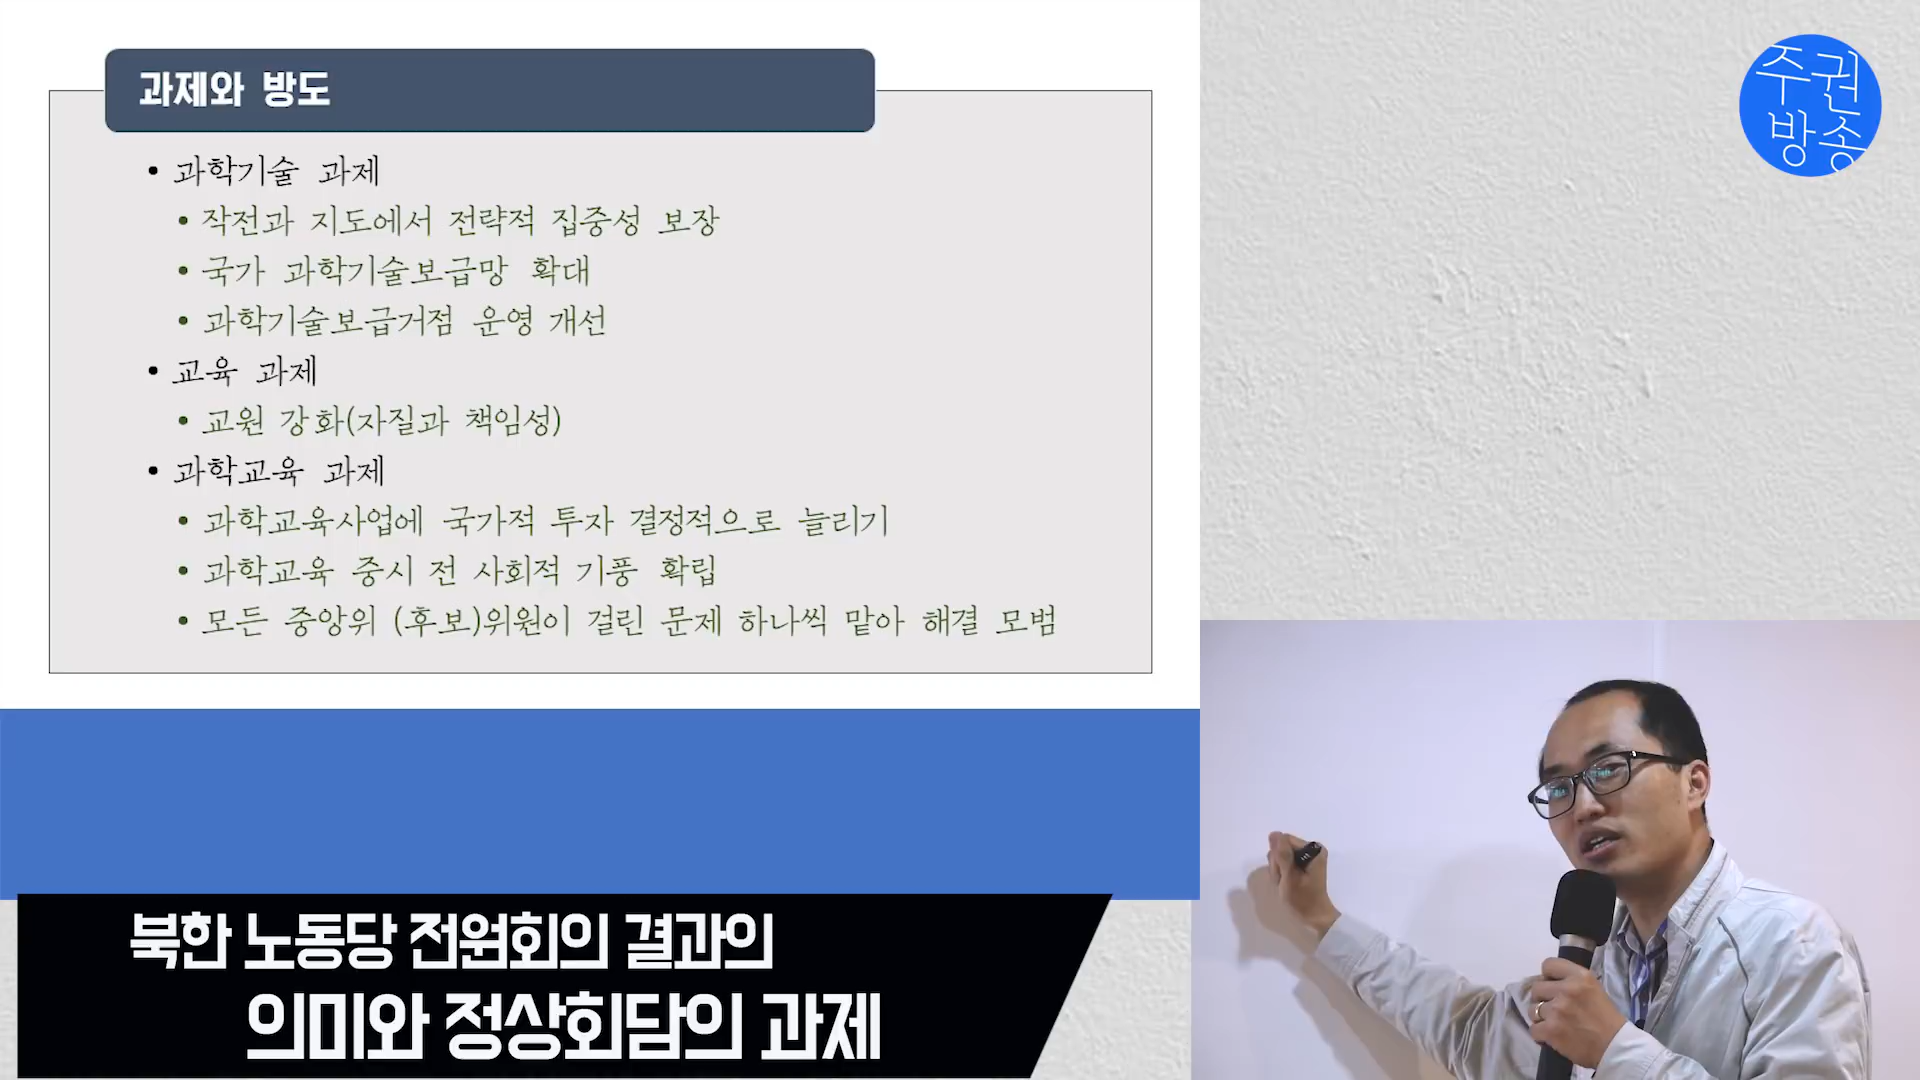 과제와 방도
• 과학기술 과제
• 작전과 지도에서 전략적 집중성 보장
• 국가 과학기술보급망 확대
• 과학기술보급거점 운영 개선
• 교육 과제
• 교원 강화(자질과 책임성)
• 과학교육 과제
• 과학교육사업에 국가적 투자 결정적으로 늘리기
• 과학교육 중시 전 사회적 기풍 확립
• 모든 중앙위 (후보)위원이 걸린 문제 하나씩 맡아 해결 모범
주권
방송
북한 노동당 전원회의 결과의
의미와 정상회담의 과제